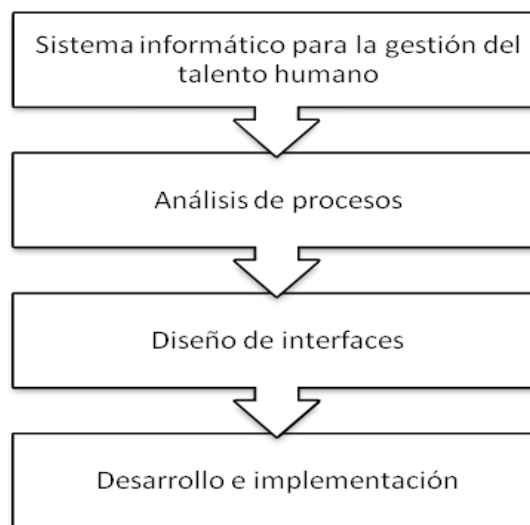 Sistema informático para la gestión del
talento humano
Análisis de procesos
Diseño de interfaces
Desarrollo e implementación